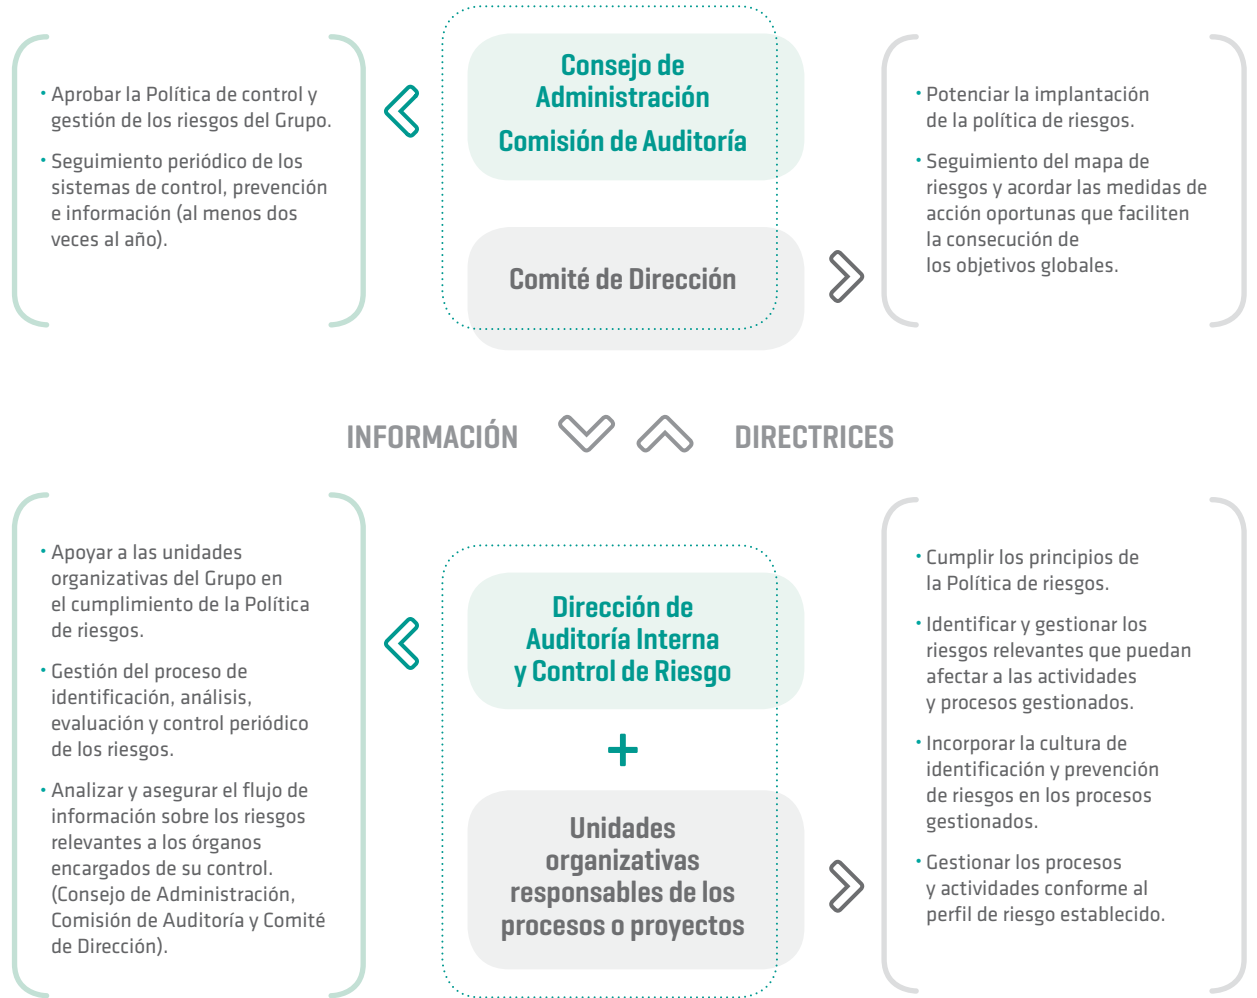 • Aprobar la Política de control y
gestión de los riesgos del Grupo.
• Seguimiento periódico de los
sistemas de control, prevención
e información (al menos dos
veces al año).
Consejo de
Administración
Comisión de Auditoría
Comité de Dirección
• Potenciar la implantación
de la política de riesgos.
• Seguimiento del mapa de
riesgos y acordar las medidas de
acción oportunas que faciliten
la consecución de
los objetivos globales.
INFORMACIÓN
DIRECTRICES
• Apoyar a las unidades
organizativas del Grupo en
el cumplimiento de la Política
de riesgos.
• Gestión del proceso de
identificación, análisis,
evaluación y control periódico
de los riesgos.
• Analizar y asegurar el flujo de
información sobre los riesgos
relevantes a los órganos
encargados de su control.
(Consejo de Administración,
Comisión de Auditoría y Comité
de Dirección).
Dirección de
Auditoría Interna
y Control de Riesgo
+
Unidades
organizativas
responsables de los
procesos o proyectos
• Cumplir los principios de
la Política de riesgos.
• Identificar y gestionar los
riesgos relevantes que puedan
afectar a las actividades
y procesos gestionados.
• Incorporar la cultura de
identificación y prevención
de riesgos en los procesos
gestionados.
• Gestionar los procesos
y actividades conforme al
perfil de riesgo establecido.